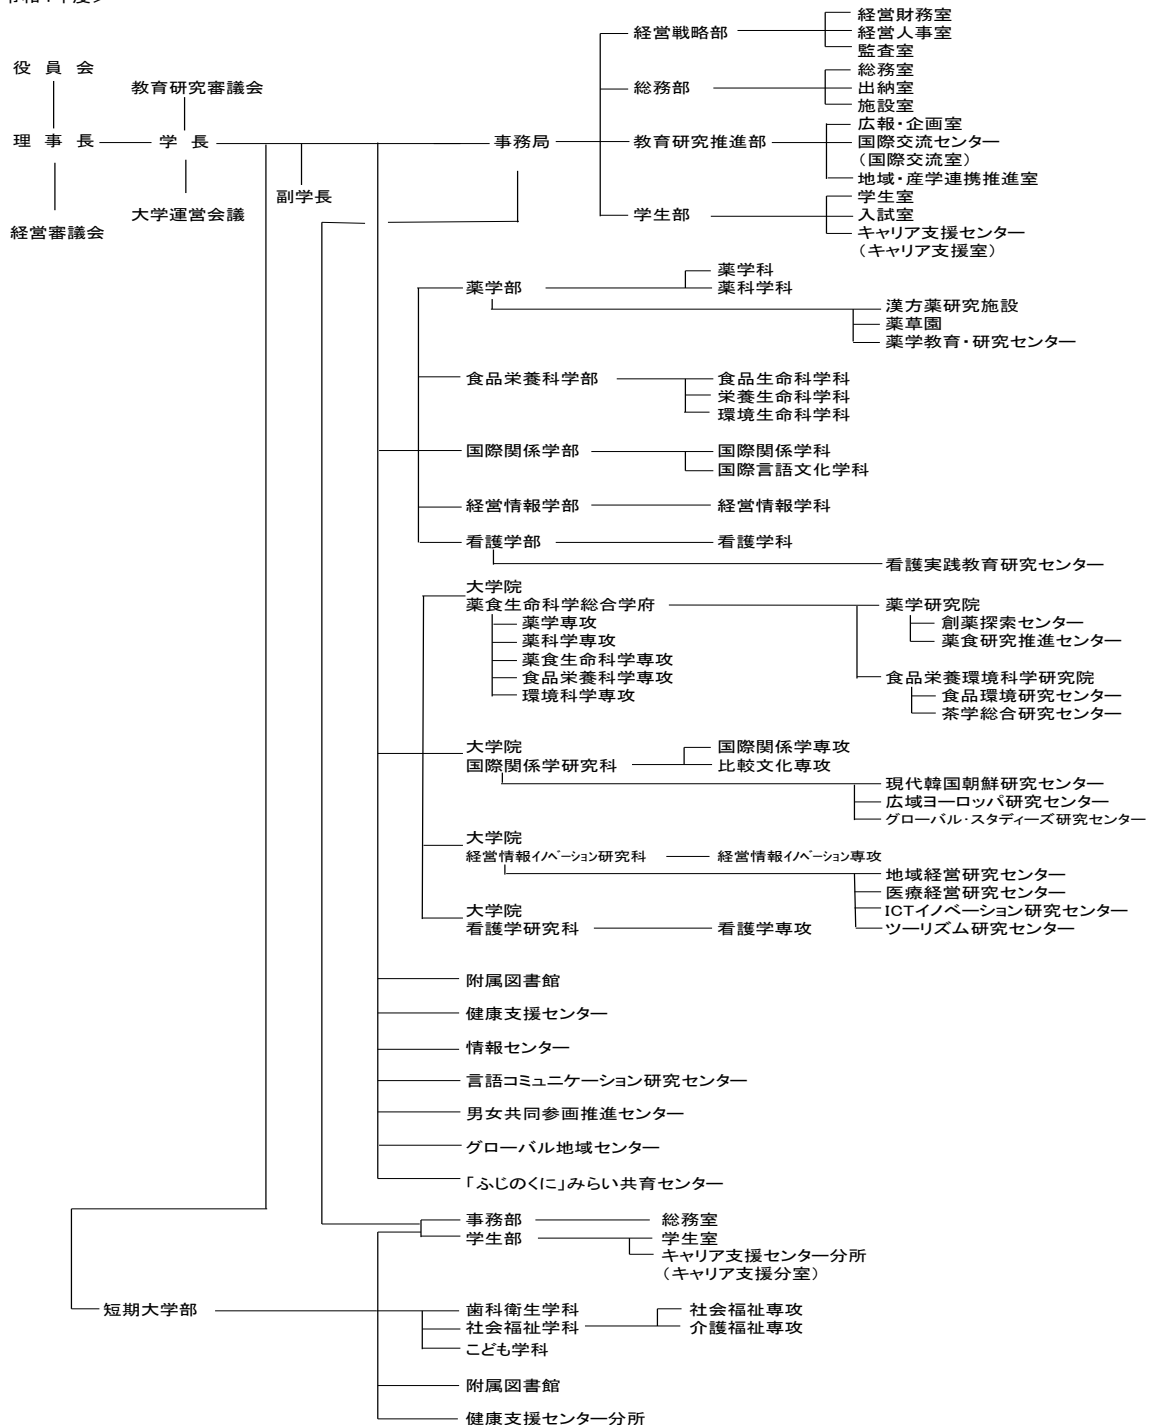 経営財務室
経営戦略部
経営人事室
監査室
役員会
総務室
教育研究審議会
総務部
出納室
施設室
広報・企画室
理事長
学長
事務局
教育研究推進部
国際交流センター
(国際交流室)
地域・産学連携推進室
副学長
学生室
大学運営会議
学生部
入試室
経営審議会
キャリア支援センター
(キャリア支援室)
薬学科
薬学部
薬科学科
漢方薬研究施設
薬草園
薬学教育・研究センター
食品栄養科学部
食品生命科学科
栄養生命科学科
環境生命科学科
国際関係学部
国際関係学科
国際言語文化学科
経営情報学部
経営情報学科
看護学部
看護学科
看護実践教育研究センター
大学院
薬食生命科学総合学府
薬学研究院
薬学専攻
創薬探索センター
薬科学専攻
薬食研究推進センター
薬食生命科学専攻
食品栄養科学専攻
食品栄養環境科学研究院
環境科学専攻
食品環境研究センター
茶学総合研究センター
大学院
国際関係学専攻
国際関係学研究科
比較文化専攻
現代韓国朝鮮研究センター
広域ヨーロッパ研究センター
グローバル・スタディーズ研究センター
大学院
経営情報イノベーション研究科
経営情報イノベーション専攻
地域経営研究センター
医療経営研究センター
ICTイノベーション研究センター
大学院
看護学研究科
看護学専攻
ツーリズム研究センター
附属図書館
健康支援センター
情報センター
言語コミュニケーション研究センター
男女共同参画推進センター
グローバル地域センター
「ふじのくに」みらい共育センター
事務部
総務室
学生部
学生室
キャリア支援センター分所
(キャリア支援分室)
短期大学部
歯科衛生学科
社会福祉専攻
社会福祉学科
介護福祉専攻
こども学科
附属図書館
健康支援センター分所